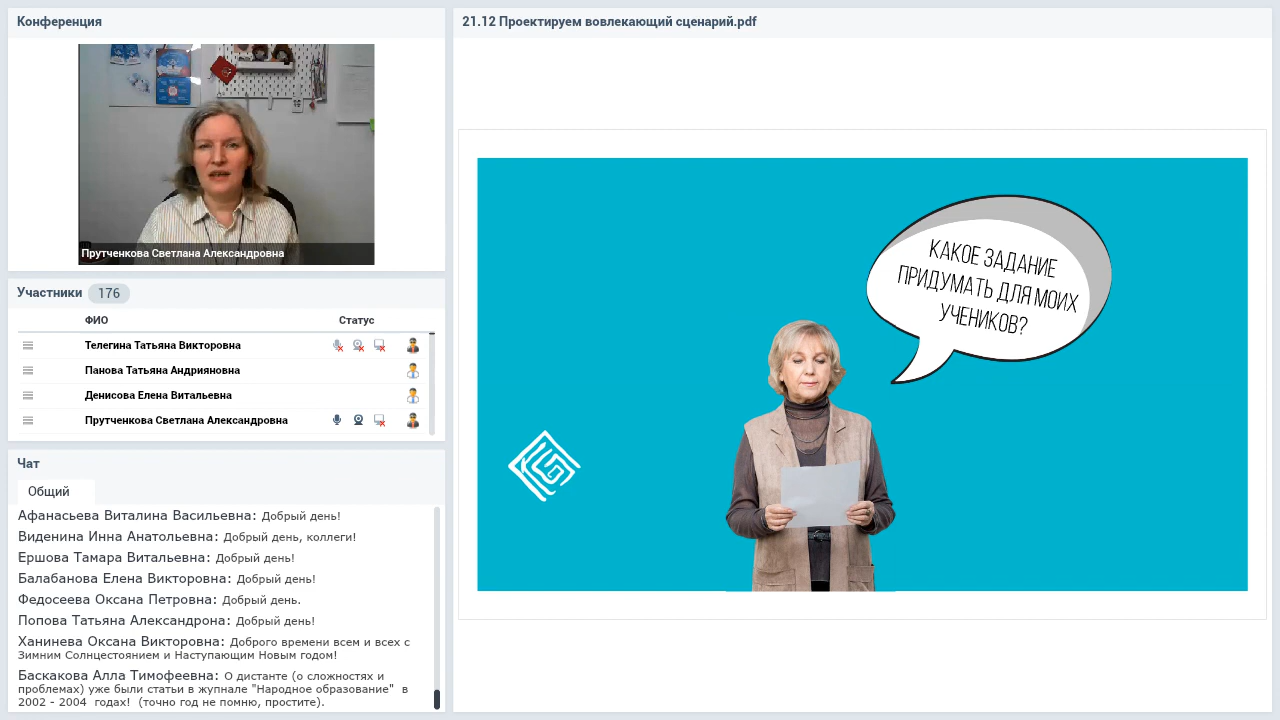 Конференция
Прутченкова Светлана Александровна
Участники 176
ФИО Статус
Телегина Татьяна Викторовна
Панова Татьяна Андрияновна
Денисова Елена Витальевна
Прутченкова Светлана Александровна
Чат
Общий
Афанасьева Виталина Васильевна: Добрый день!
Виденина Инна Анатольевна: Добрый день, коллеги!
Ершова Тамара Витальевна: Добрый день!
Балабанова Елена Викторовна: Добрый день!
Федосеева Оксана Петровна: Добрый день.
Попова Татьяна Александрона: Добрый день!
Ханинева Оксана Викторовна: Доброго времени всем и всех с
Зимним Солнцестоянием и Наступающим Новым годом!
Баскакова Алла Тимофеевна: О дистанте (о сложностях и
проблемах) уже были статьи в жупнале "Народное образование" в
2002 - 2004 годах! (точно год не помню, простите).
21.12 Проектируем вовлекающий сценарий.pdf
КАКОЕ ЗАДАНИЕ
ПРИДУМАТЬ ДЛЯ МОИХ
УЧЕНИКОВ?